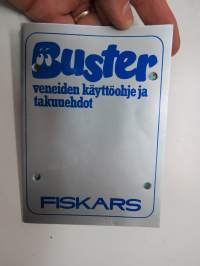 Buster
veneiden käyttöohje ja
takuuehdot
FISKARS